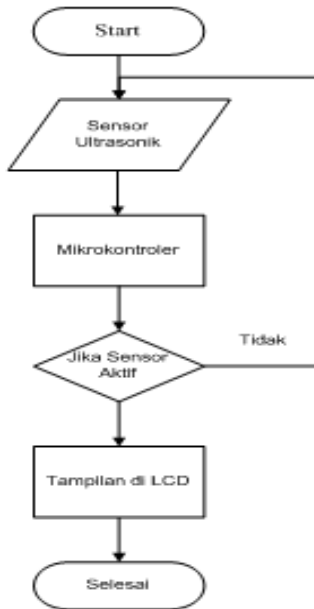 Start
Sensor
Ultrasonik
Mikrokontroler
Jika Sensor
Aktif
Tidak
Tampilan di LCD
Selesai